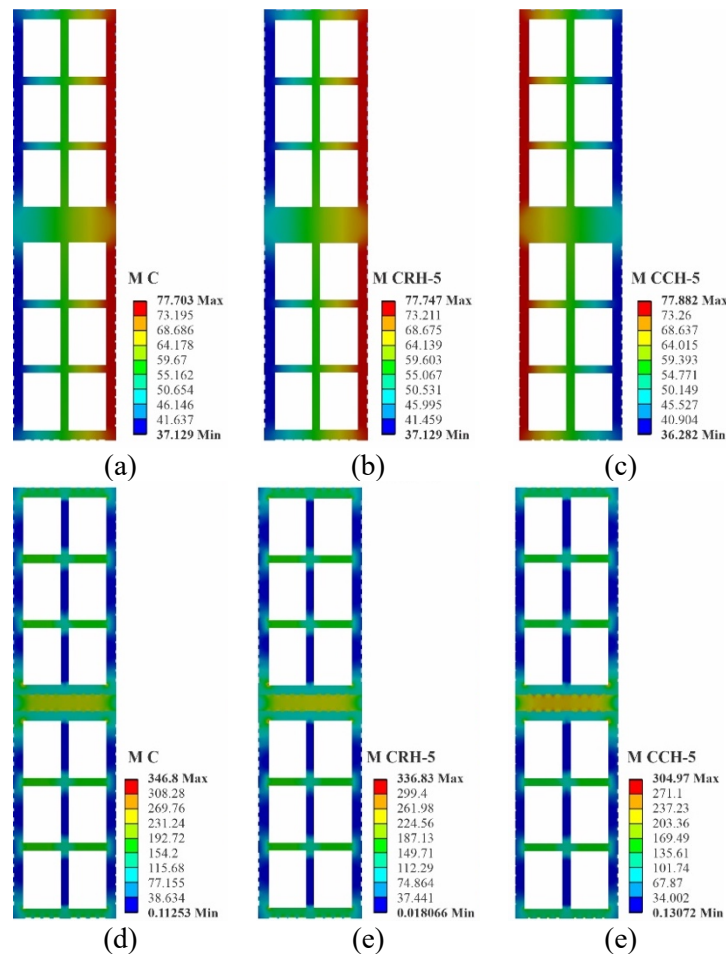 M C
77.703 Max
73.195
68.686
64.178
59.67
55.162
50.654
46.146
41.637
37.129 Min
(a)
M CRH-5
77.747 Max
73.211
68.675
64.139
59.603
55.067
50.531
45.995
41.459
37.129 Min
(b)
M CCH-5
77.882 Max
73.26
68.637
64.015
59.393
54.771
50.149
45.527
40.904
36.282 Min
(c)
M C
346.8 Max
308.28
269.76
231.24
192.72
154.2
115.68
77.155
38.634
0.11253 Min
(d)
M CRH-5
336.83 Max
299.4
261.98
224.56
187.13
149.71
112.29
74.864
37.441
0.018066 Min
(e)
M CCH-5
304.97 Max
271.1
237.23
203.36
169.49
135.61
101.74
67.87
34.002
0.13072 Min
(e)